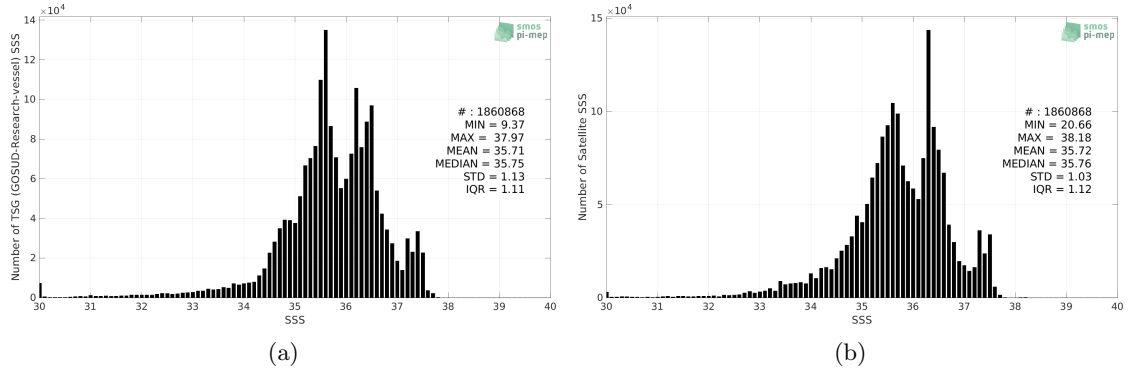 ×10⁴
14
12
10
8
6
4
2
0
Number of TSG (GOSUD-Research-vessel) SSS
30 31 32 33 34 35 36 37 38 39 40
SSS
smos
pi-mep
# : 1860868
MIN = 9.37
MAX = 37.97
MEAN = 35.71
MEDIAN = 35.75
STD = 1.13
IQR = 1.11
(a)
×10⁴
15
10
5
0
Number of Satellite SSS
30 31 32 33 34 35 36 37 38 39 40
SSS
smos
pi-mep
# : 1860868
MIN = 20.66
MAX = 38.18
MEAN = 35.72
MEDIAN = 35.76
STD = 1.03
IQR = 1.12
(b)